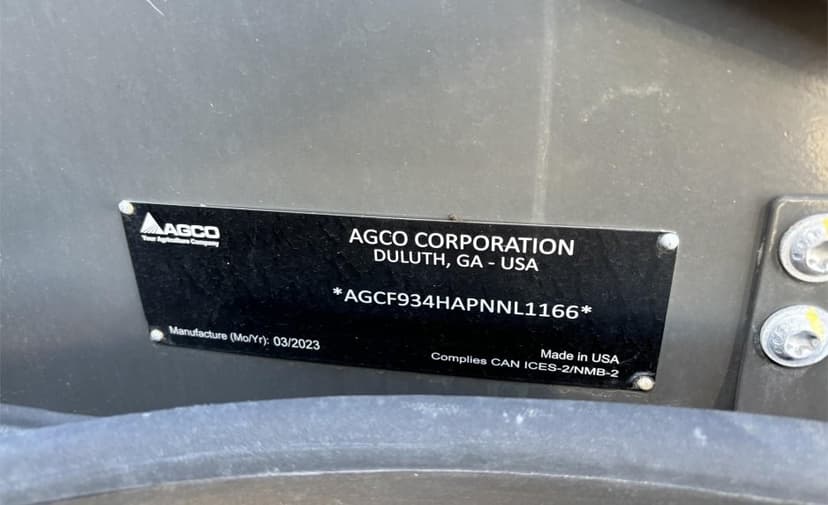 AGCO
Your Agriculture Company
AGCO CORPORATION
DULUTH, GA - USA
*AGCF934HAPNNL1166*
Manufacture (Mo/Yr): 03/2023
Made in USA
Complies CAN ICES-2/NMB-2